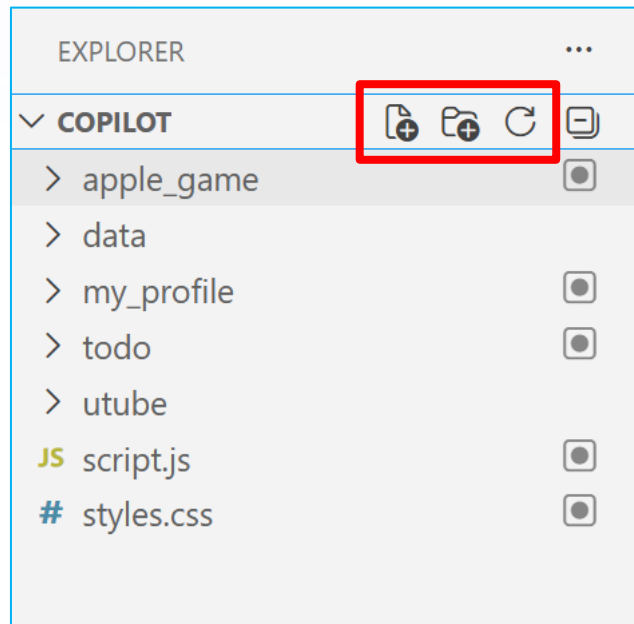 EXPLORER
COPILOT
apple_game
data
my_profile
todo
utube
JS script.js
# styles.css